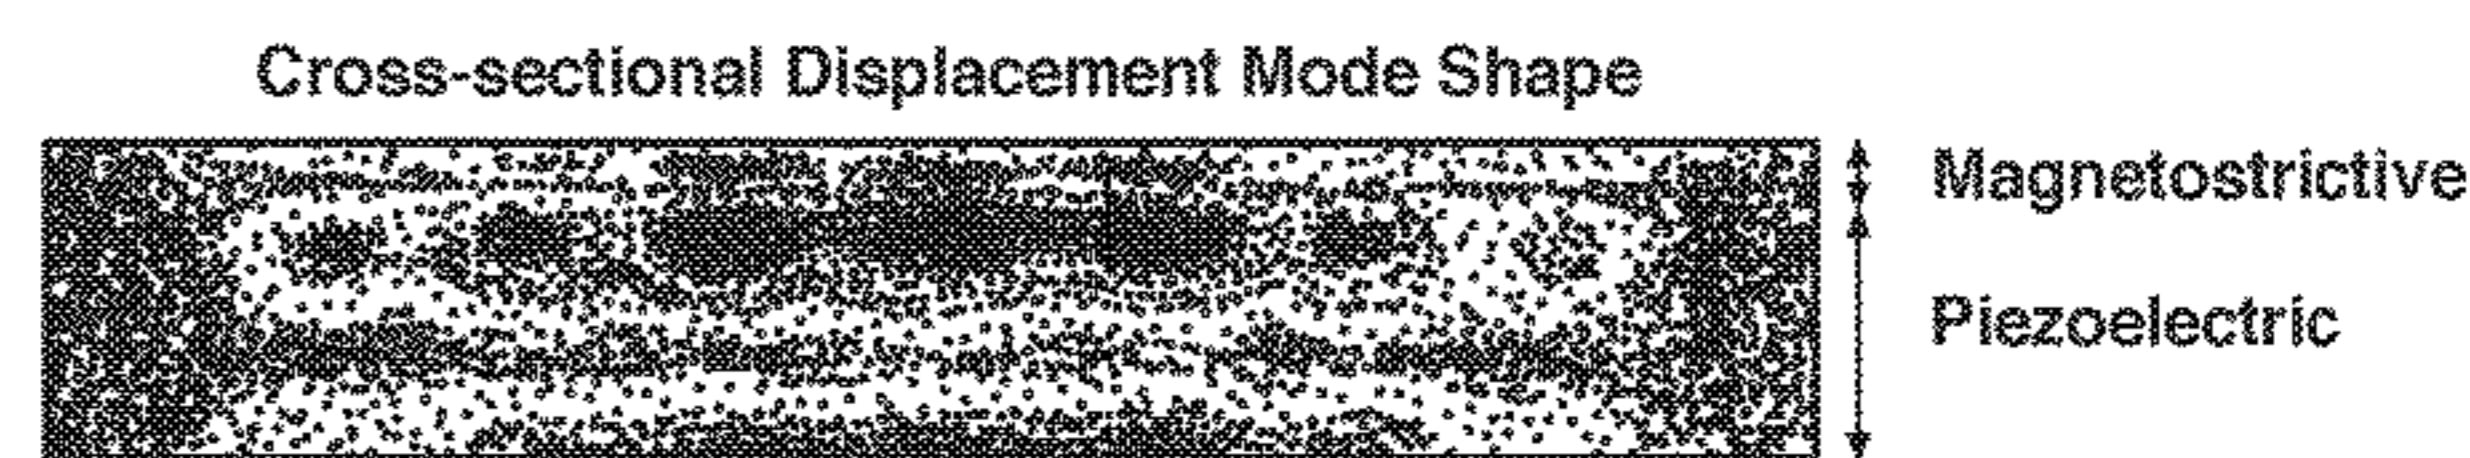 Cross-sectional Displacement Mode Shape
Magnetostrictive
Piezoelectric